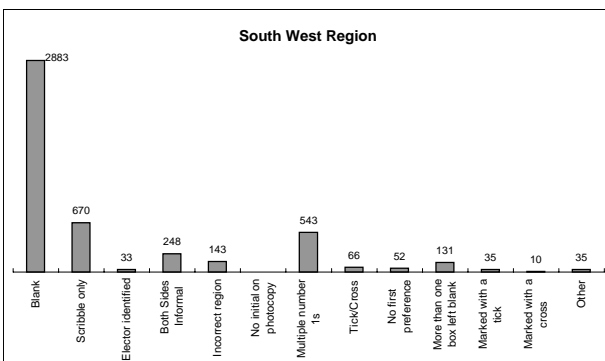 South West Region
2883
670
33
248
143
543
66
52
131
35
10
35
Blank
Scribble only
Elector identified
Both Sides
Informal
Incorrect region
No initial on
photocopy
Multiple number
1s
Tick/Cross
No first
preference
More than one
box left blank
Marked with a
tick
Marked with a
cross
Other